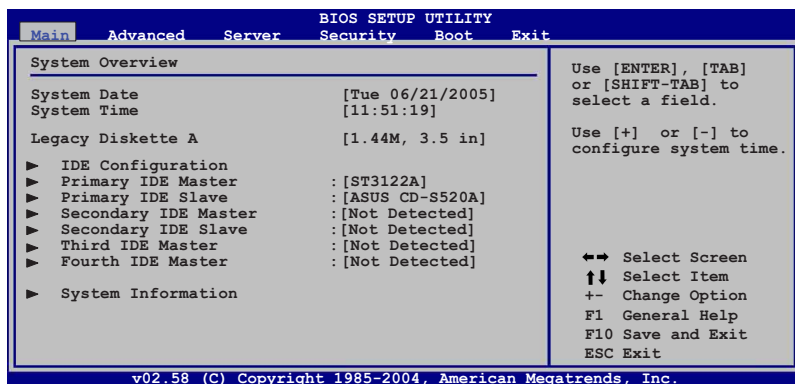 BIOS SETUP UTILITY
Main Advanced Server Security Boot Exit
System Overview
System Date [Tue 06/21/2005]
System Time [11:51:19]
Legacy Diskette A [1.44M, 3.5 in]
IDE Configuration
Primary IDE Master :[ST3122A]
Primary IDE Slave :[ASUS CD-S520A]
Secondary IDE Master :[Not Detected]
Secondary IDE Slave :[Not Detected]
Third IDE Master :[Not Detected]
Fourth IDE Master :[Not Detected]
System Information
Use [ENTER], [TAB]
or [SHIFT-TAB] to
select a field.
Use [+] or [-] to
configure system time.
Select Screen
Select Item
+- Change Option
F1 General Help
F10 Save and Exit
ESC Exit
v02.58 (C) Copyright 1985-2004, American Megatrends, Inc.